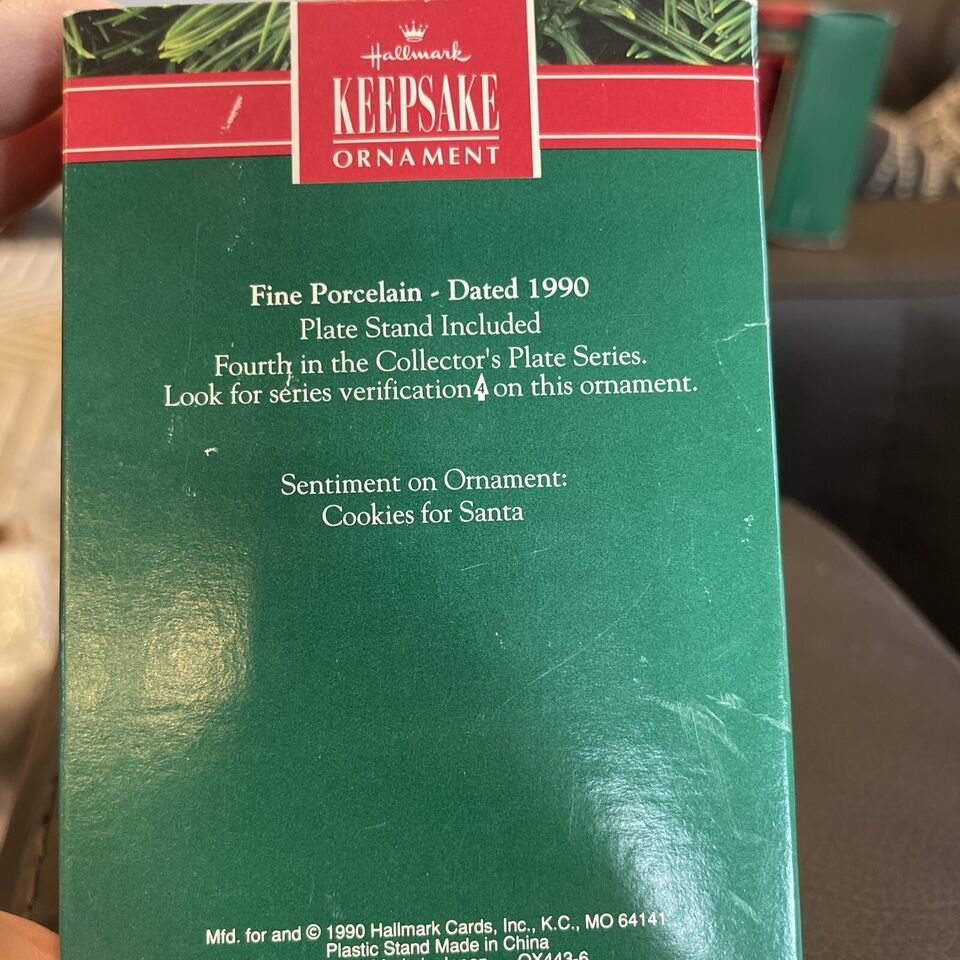 Hallmark
KEEPSAKE
ORNAMENT
Fine Porcelain - Dated 1990
Plate Stand Included
Fourth in the Collector's Plate Series.
Look for series verification 4 on this ornament.
Sentiment on Ornament:
Cookies for Santa
Mfd. for and © 1990 Hallmark Cards, Inc., K.C., MO 64141
Plastic Stand Made in China
QX443-6